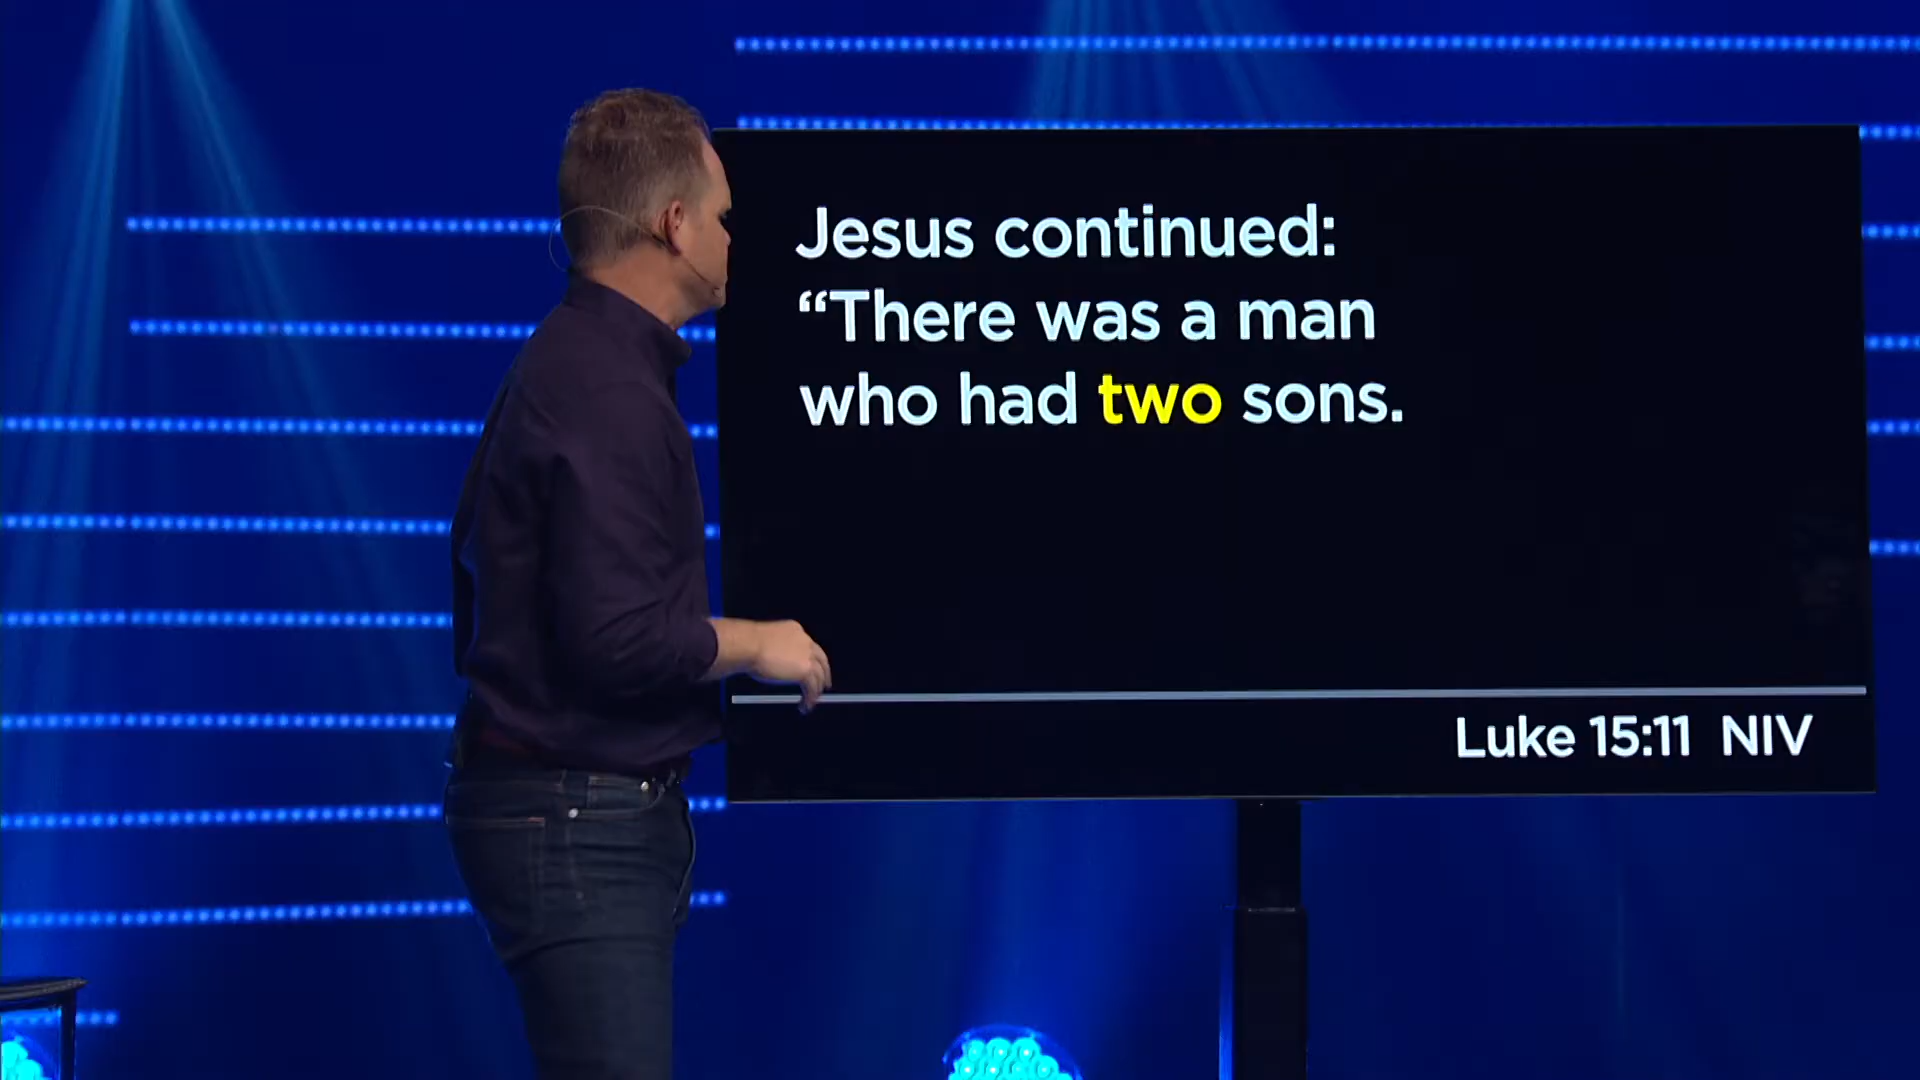 Jesus continued:
“There was a man
who had two sons.
Luke 15:11 NIV